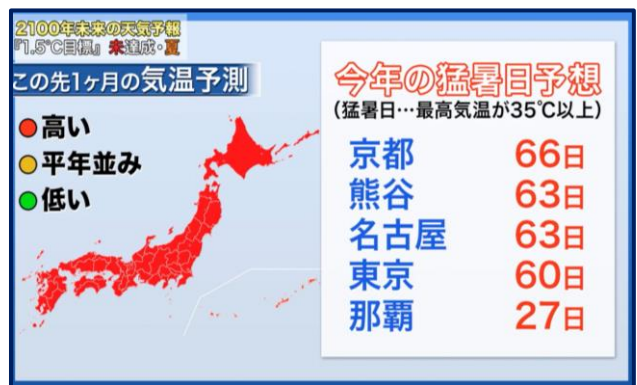 2100年未来の天気予報
『1.5℃目標』未達成・夏
この先1ヶ月の気温予測
高い
平年並み
低い
今年の猛暑日予想
(猛暑日…最高気温が35℃以上)
京都 66日
熊谷 63日
名古屋 63日
東京 60日
那覇 27日